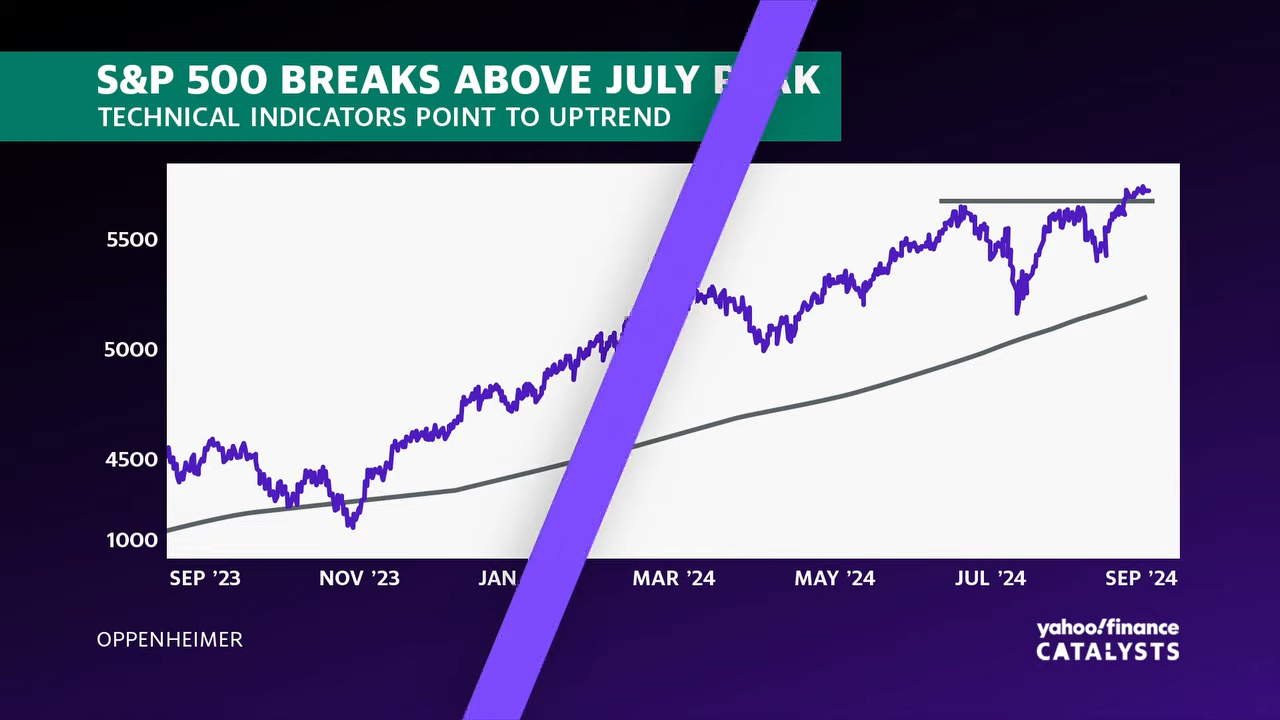 S&P 500 BREAKS ABOVE JULY
TECHNICAL INDICATORS POINT TO UPTREND
5500
5000
4500
1000
SEP ’23 NOV ’23 JAN MAR ’24 MAY ’24 JUL ’24 SEP ’24
OPPENHEIMER
yahoo!finance
CATALYSTS